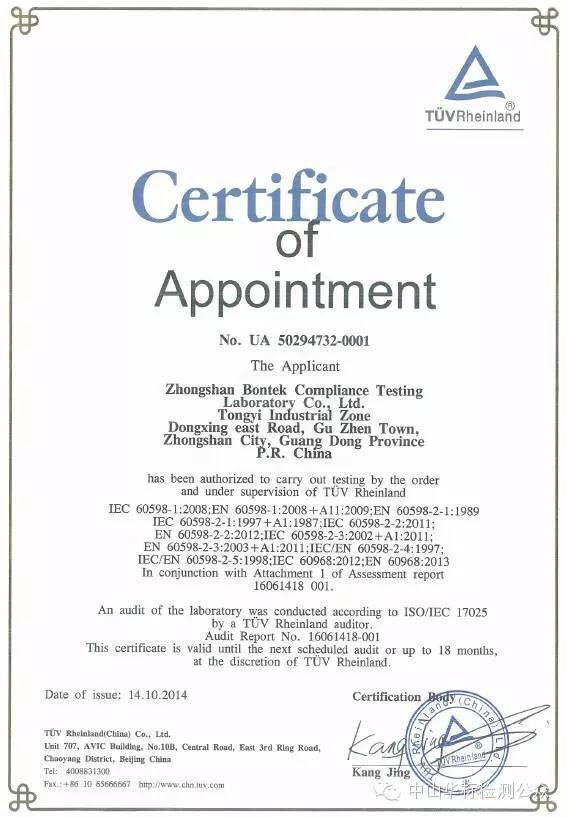 TÜVRheinland®
Certificate
of
Appointment
No. UA 50294732-0001
The Applicant
Zhongshan Bontek Compliance Testing
Laboratory Co., Ltd.
Tongyi Industrial Zone
Dongxing east Road, Gu Zhen Town,
Zhongshan City, Guang Dong Province
P.R. China
has been authorized to carry out testing by the order
and under supervision of TÜV Rheinland
IEC 60598-1:2008;EN 60598-1:2008+A11:2009;EN 60598-2-1:1989
IEC 60598-2-1:1997+A1:1987;IEC 60598-2-2:2011;
EN 60598-2-2:2012;IEC 60598-2-3:2002+A1:2011;
EN 60598-2-3:2003+A1:2011;IEC/EN 60598-2-4:1997;
IEC/EN 60598-2-5:1998;IEC 60968:2012;EN 60968:2013
In conjunction with Attachment 1 of Assessment report
16061418 001.
An audit of the laboratory was conducted according to ISO/IEC 17025
by a TÜV Rheinland auditor.
Audit Report No. 16061418-001
This certificate is valid until the next scheduled audit or up to 18 months,
at the discretion of TÜV Rheinland.
Date of issue: 14.10.2014
Certification Body
TÜV Rheinland(China) Co., Ltd.
Unit 707, AVIC Building, No.10B, Central Road, East 3rd Ring Road,
Chaoyang District, Beijing China
Tel: 4008831300
Fax.:+86 10 65666667 http://www.chn.tuv.com
Kang Jing
Kang Jing
TÜV Rheinland (China) Ltd.
TÜVRheinland
中山华标检测公众